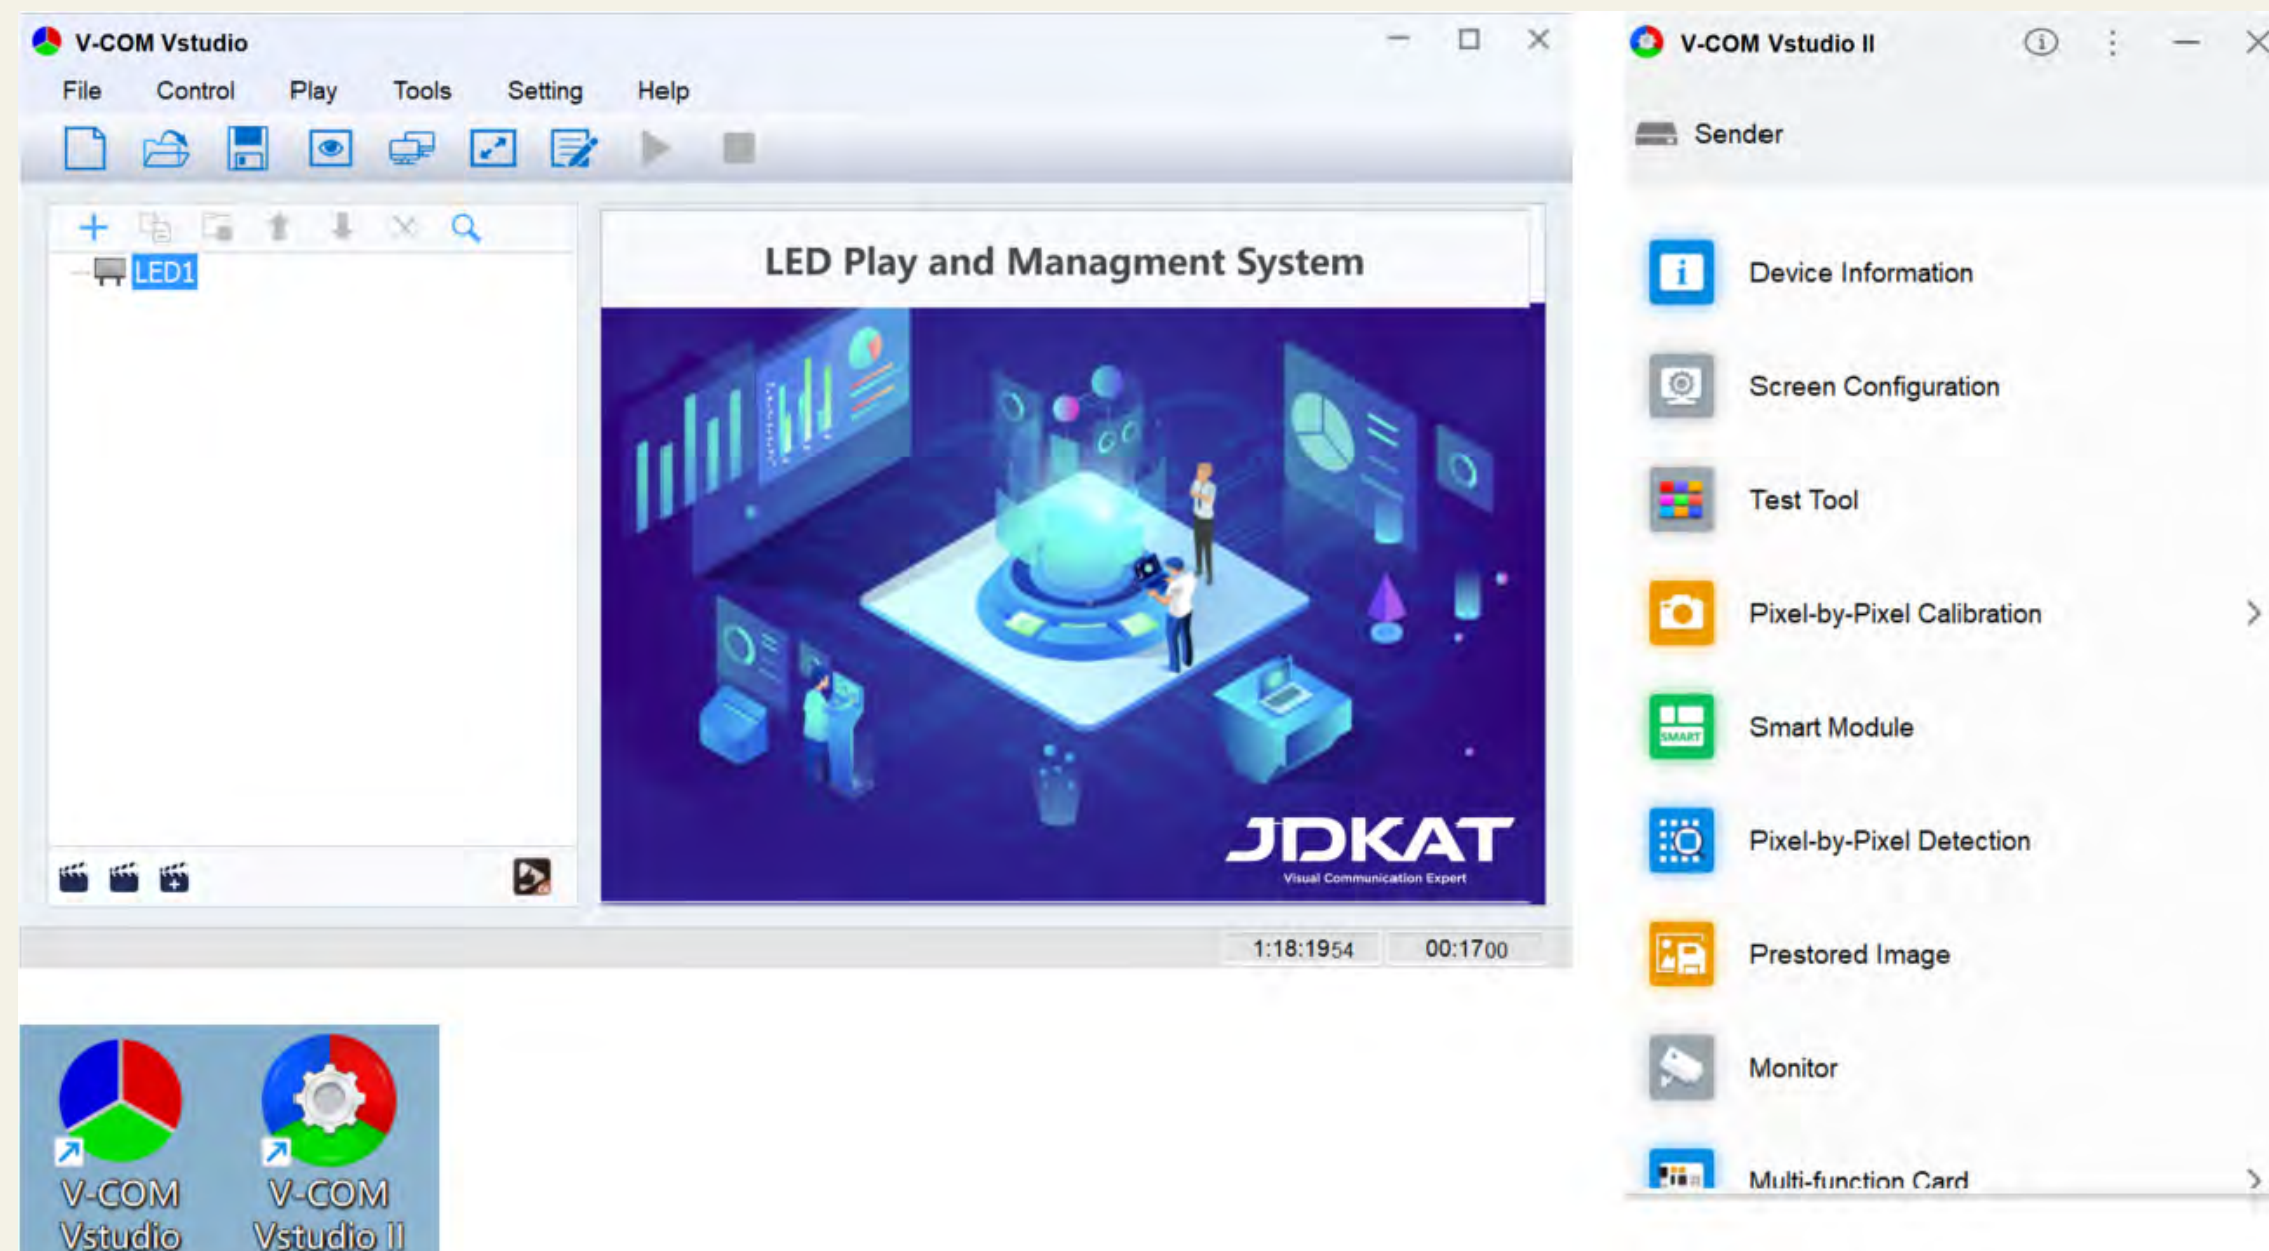 V-COM Vstudio
File Control Play Tools Setting Help
LED1
LED Play and Managment System
JDKAT
Visual Communication Expert
1:18:1954 00:1700
V-COM
Vstudio
V-COM
Vstudio II
V-COM Vstudio II
Sender
Device Information
Screen Configuration
Test Tool
Pixel-by-Pixel Calibration
SMART
Smart Module
Pixel-by-Pixel Detection
Prestored Image
Monitor
Multi-function Card